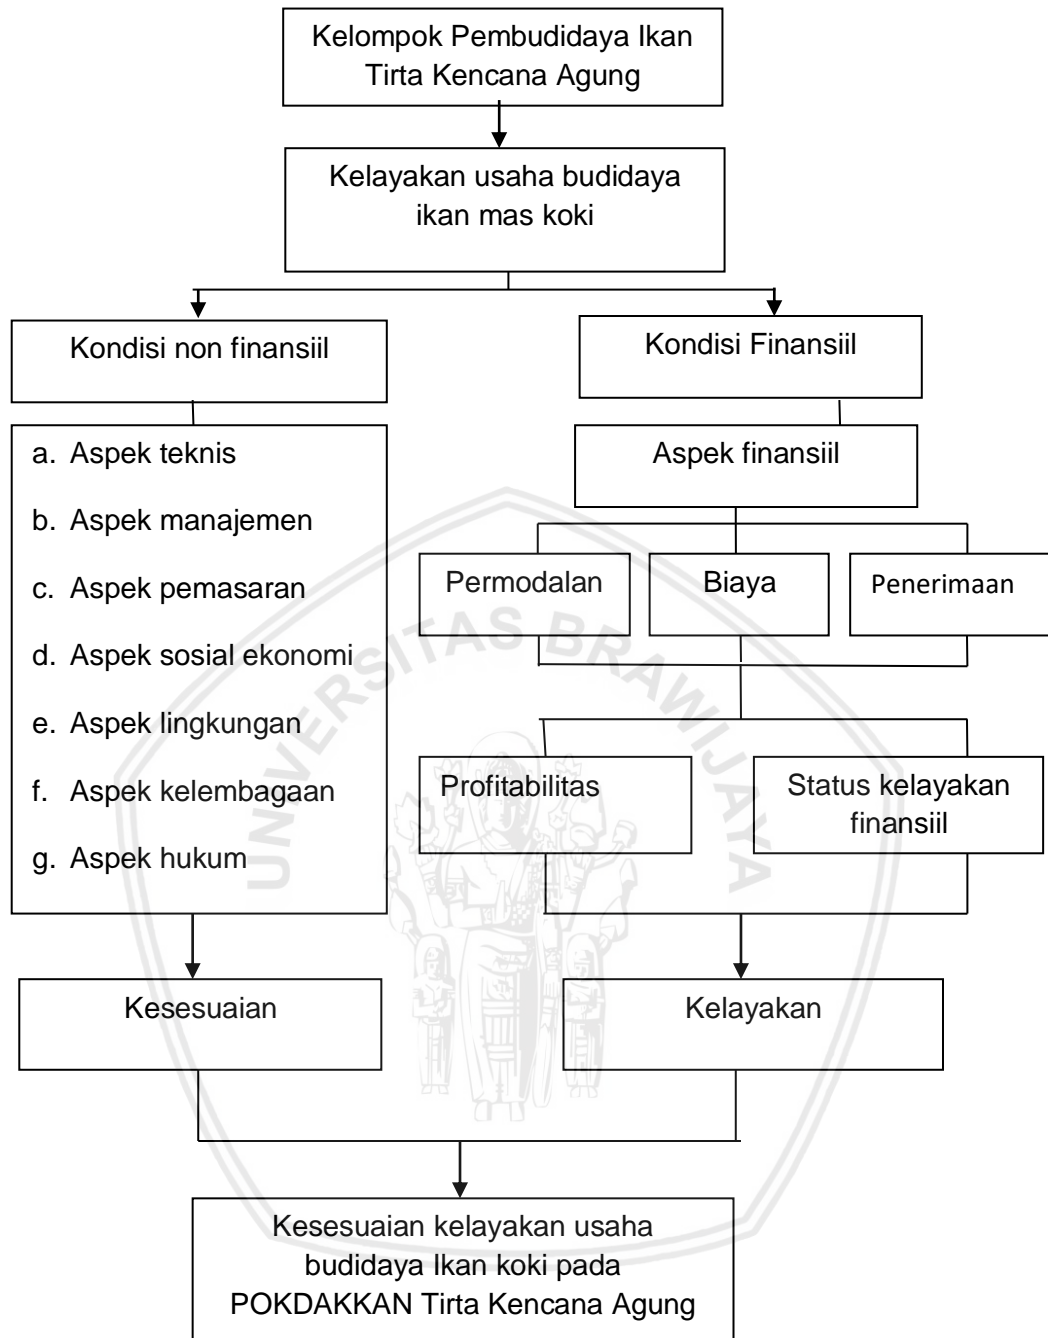 Kelompok Pembudidaya Ikan
Tirta Kencana Agung
Kelayakan usaha budidaya
ikan mas koki
Kondisi non finansiil
Kondisi Finansiil
a. Aspek teknis
b. Aspek manajemen
c. Aspek pemasaran
d. Aspek sosial ekonomi
e. Aspek lingkungan
f. Aspek kelembagaan
g. Aspek hukum
Aspek finansiil
Permodalan
Biaya
Penerimaan
Profitabilitas
Status kelayakan
finansiil
Kesesuaian
Kelayakan
Kesesuaian kelayakan usaha
budidaya Ikan koki pada
POKDAKKAN Tirta Kencana Agung
UNIVERSITAS BRAWIJAYA